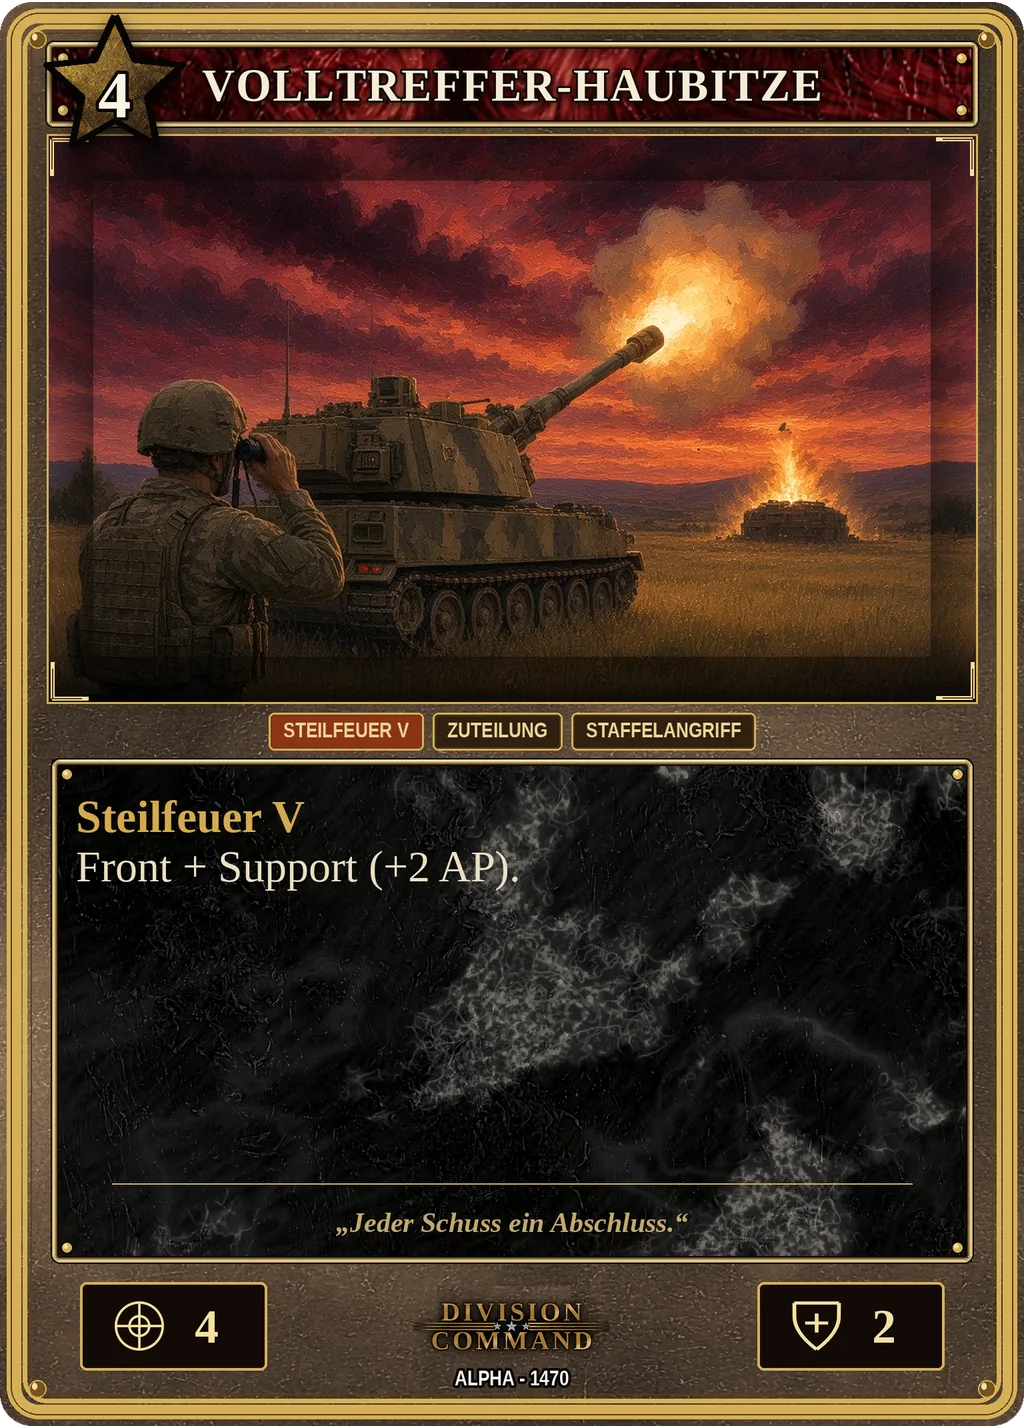 4
VOLLTREFFER-HAUBITZE
STEILFEUER V
ZUTEILUNG
STAFFELANGRIFF
Steilfeuer V
Front + Support (+2 AP).
„Jeder Schuss ein Abschluss.“
4
DIVISION
COMMAND
ALPHA - 1470
2